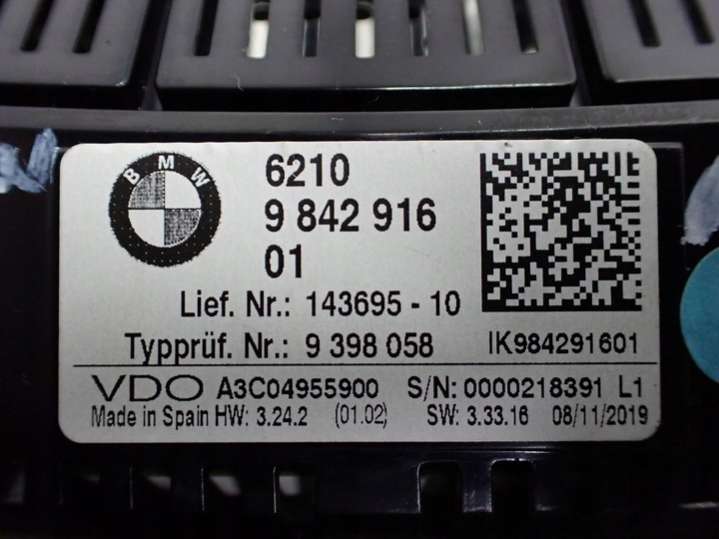 BMW
6210
9 842 916
01
Lief. Nr.: 143695 - 10
Typprüf. Nr.: 9 398 058
IK984291601
VDO A3C04955900 S/N: 0000218391 L1
Made in Spain HW: 3.24.2 (01.02) SW: 3.33.16 08/11/2019